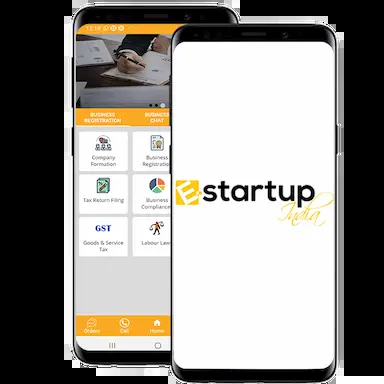 12:19
BUSINESS
REGISTRATION
BUSINESS
CHAT
Company
Formation
Business
Registration
Tax Return Filing
Business
Compliance
GST
Goods & Service
Tax
Labour Law
Orders
Call
Home
E-startup
India